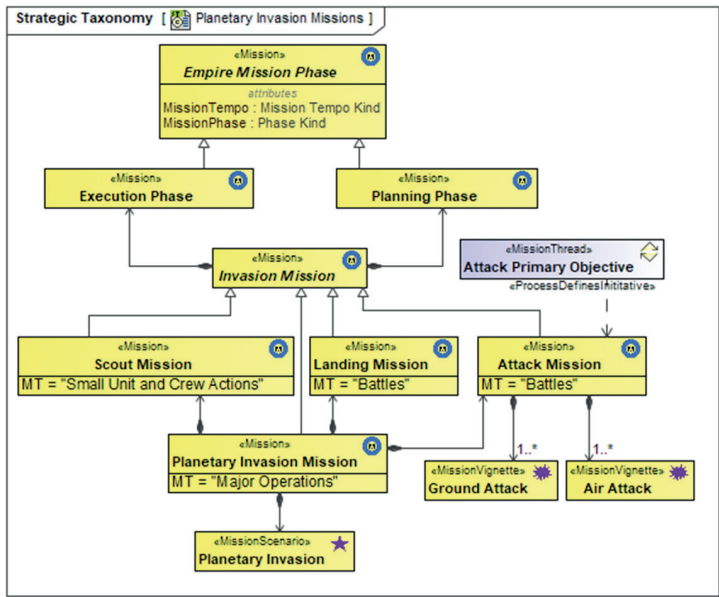 Strategic Taxonomy [ Planetary Invasion Missions ]
«Mission»
Empire Mission Phase
attributes
MissionTempo : Mission Tempo Kind
MissionPhase : Phase Kind
«Mission»
Execution Phase
«Mission»
Planning Phase
«Mission»
Invasion Mission
«MissionThread»
Attack Primary Objective
«ProcessDefinesInititative»
«Mission»
Scout Mission
MT = "Small Unit and Crew Actions"
«Mission»
Landing Mission
MT = "Battles"
«Mission»
Attack Mission
MT = "Battles"
«Mission»
Planetary Invasion Mission
MT = "Major Operations"
1..*
1..*
«MissionVignette»
Ground Attack
«MissionVignette»
Air Attack
«MissionScenario»
Planetary Invasion